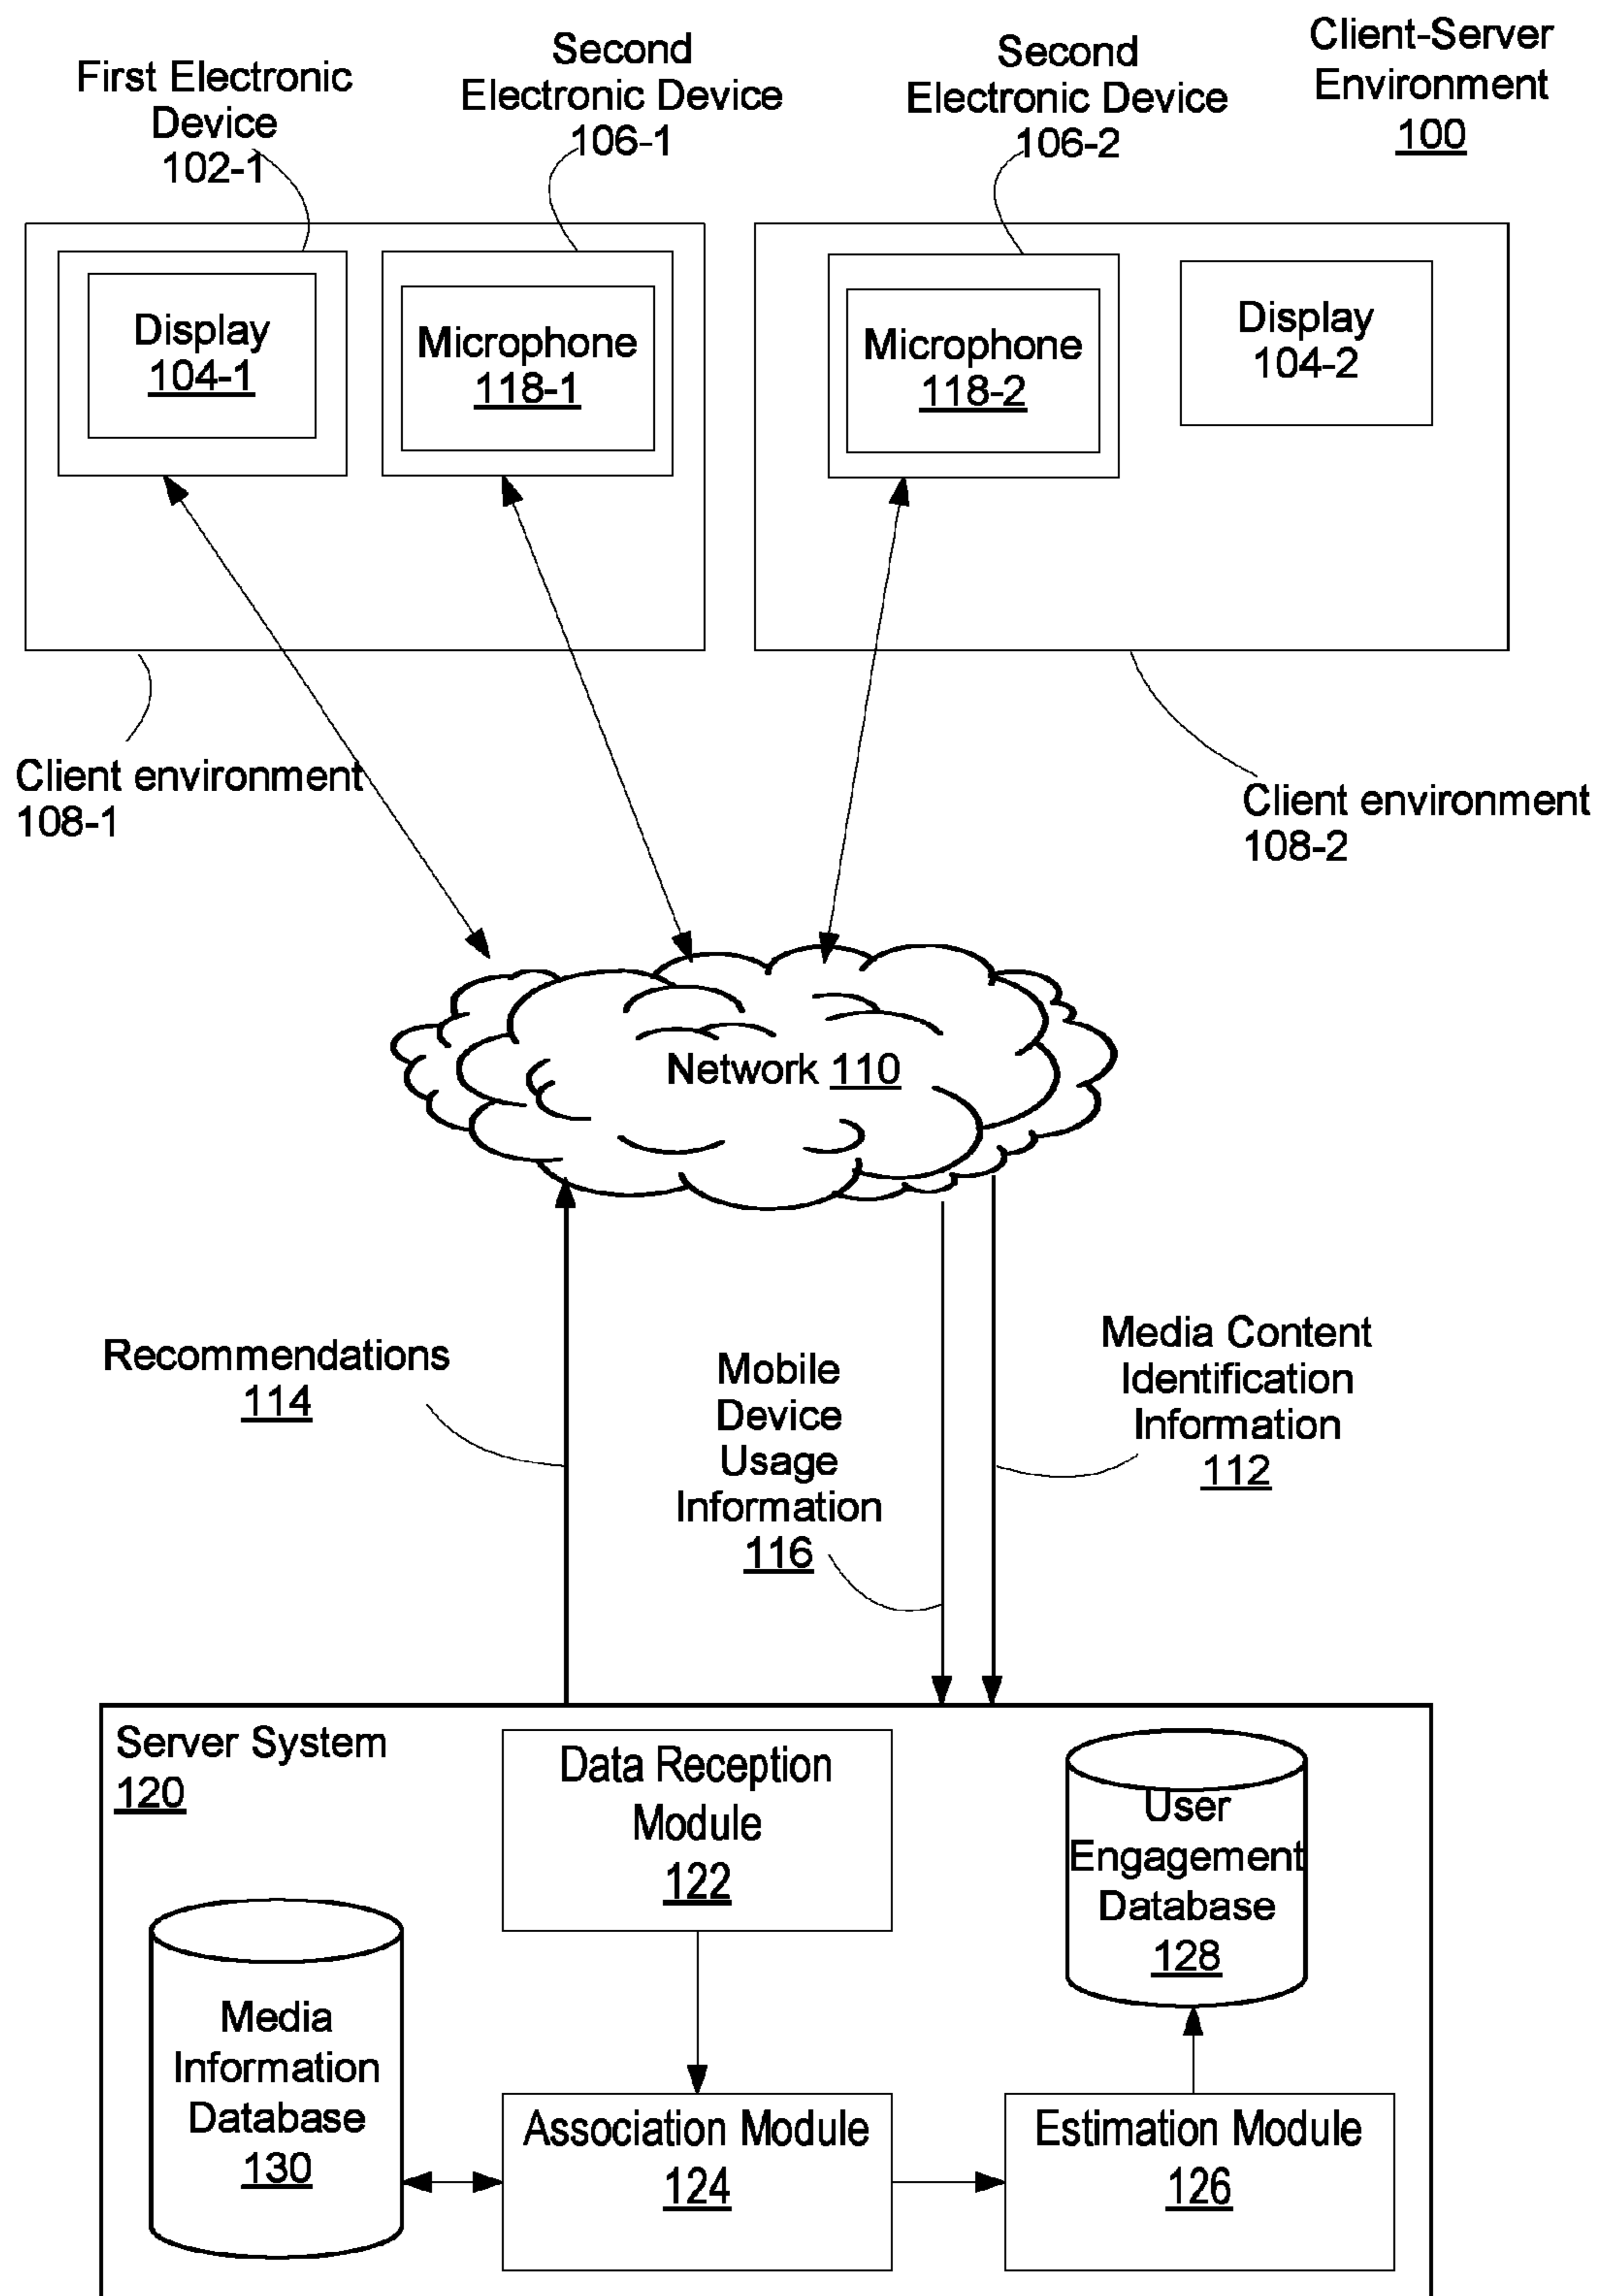 Client-Server
Environment
100
First Electronic
Device
102-1
Second
Electronic Device
106-1
Second
Electronic Device
106-2
Display
104-1
Microphone
118-1
Microphone
118-2
Display
104-2
Client environment
108-1
Client environment
108-2
Network 110
Recommendations
114
Mobile
Device
Usage
Information
116
Media Content
Identification
Information
112
Server System
120
Data Reception
Module
122
User
Engagement
Database
128
Media
Information
Database
130
Association Module
124
Estimation Module
126